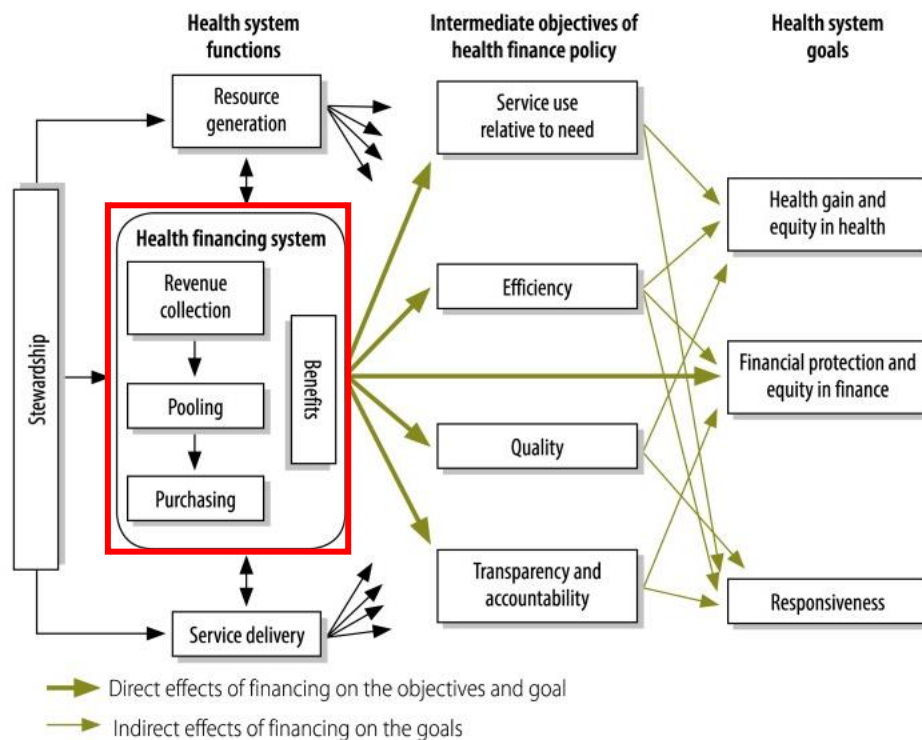 Health system
functions
Intermediate objectives of
health finance policy
Health system
goals
Resource
generation
Service use
relative to need
Stewardship
Health financing system
Revenue
collection
Pooling
Purchasing
Benefits
Efficiency
Quality
Transparency and
accountability
Health gain and
equity in health
Financial protection and
equity in finance
Responsiveness
Service delivery
Direct effects of financing on the objectives and goal
Indirect effects of financing on the goals